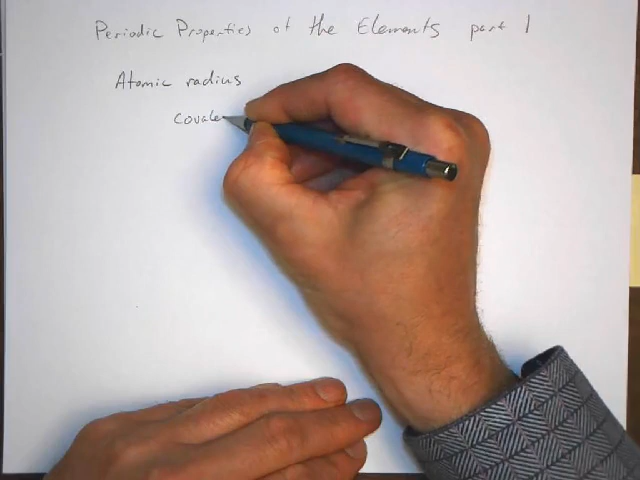 Periodic Properties of the Elements part 1
Atomic radius
covale